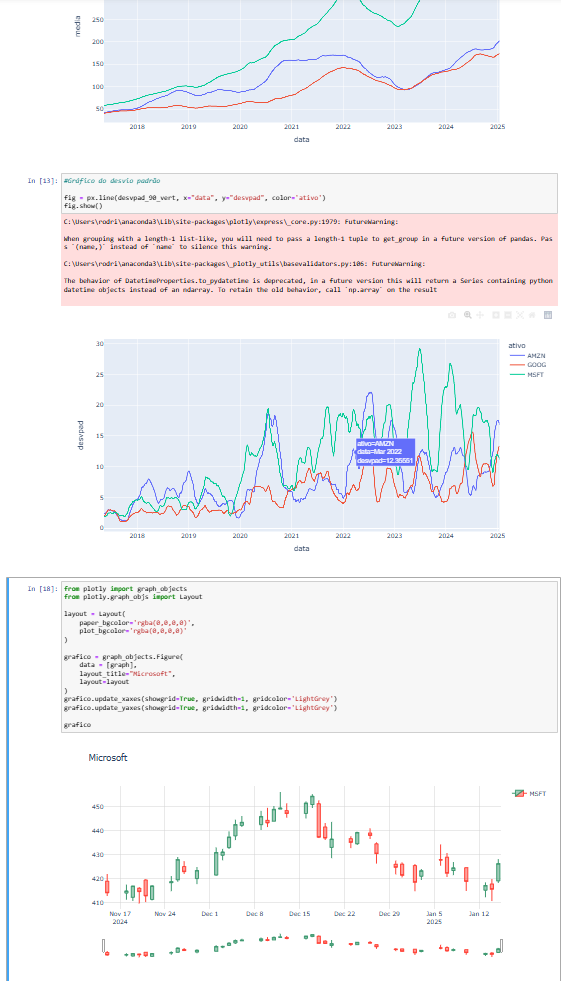 250
200
150
100
50
media
2018 2019 2020 2021 2022 2023 2024 2025
data
In [13]: #Gráfico do desvio padrão
fig = px.line(desvpad_90_vert, x="data", y="desvpad", color='ativo')
fig.show()
C:\Users\rodri\anaconda3\Lib\site-packages\plotly\express\_core.py:1979: FutureWarning:
When grouping with a length-1 list-like, you will need to pass a length-1 tuple to get_group in a future version of pandas. Pas
s `(name,)` instead of `name` to silence this warning.
C:\Users\rodri\anaconda3\Lib\site-packages\_plotly_utils\basevalidators.py:106: FutureWarning:
The behavior of DatetimeProperties.to_pydatetime is deprecated, in a future version this will return a Series containing python
datetime objects instead of an ndarray. To retain the old behavior, call `np.array` on the result
30
25
20
15
10
5
0
desvpad
ativo
AMZN
GOOG
MSFT
ativo=AMZN
data=Mar 2022
2018 2019 2020 2021 2022 2023 2024 2025
data
In [18]: from plotly import graph_objects
from plotly.graph_objs import Layout
layout = Layout(
paper_bgcolor='rgba(0,0,0,0)',
plot_bgcolor='rgba(0,0,0,0)'
)
grafico = graph_objects.Figure(
data = [graph],
layout_title="Microsoft",
layout=layout
)
grafico.update_xaxes(showgrid=True, gridwidth=1, gridcolor='LightGrey')
grafico.update_yaxes(showgrid=True, gridwidth=1, gridcolor='LightGrey')
grafico
Microsoft
MSFT
450
440
430
420
410
Nov 17 Nov 24 Dec 1 Dec 8 Dec 15 Dec 22 Dec 29 Jan 5 Jan 12
2024 2025